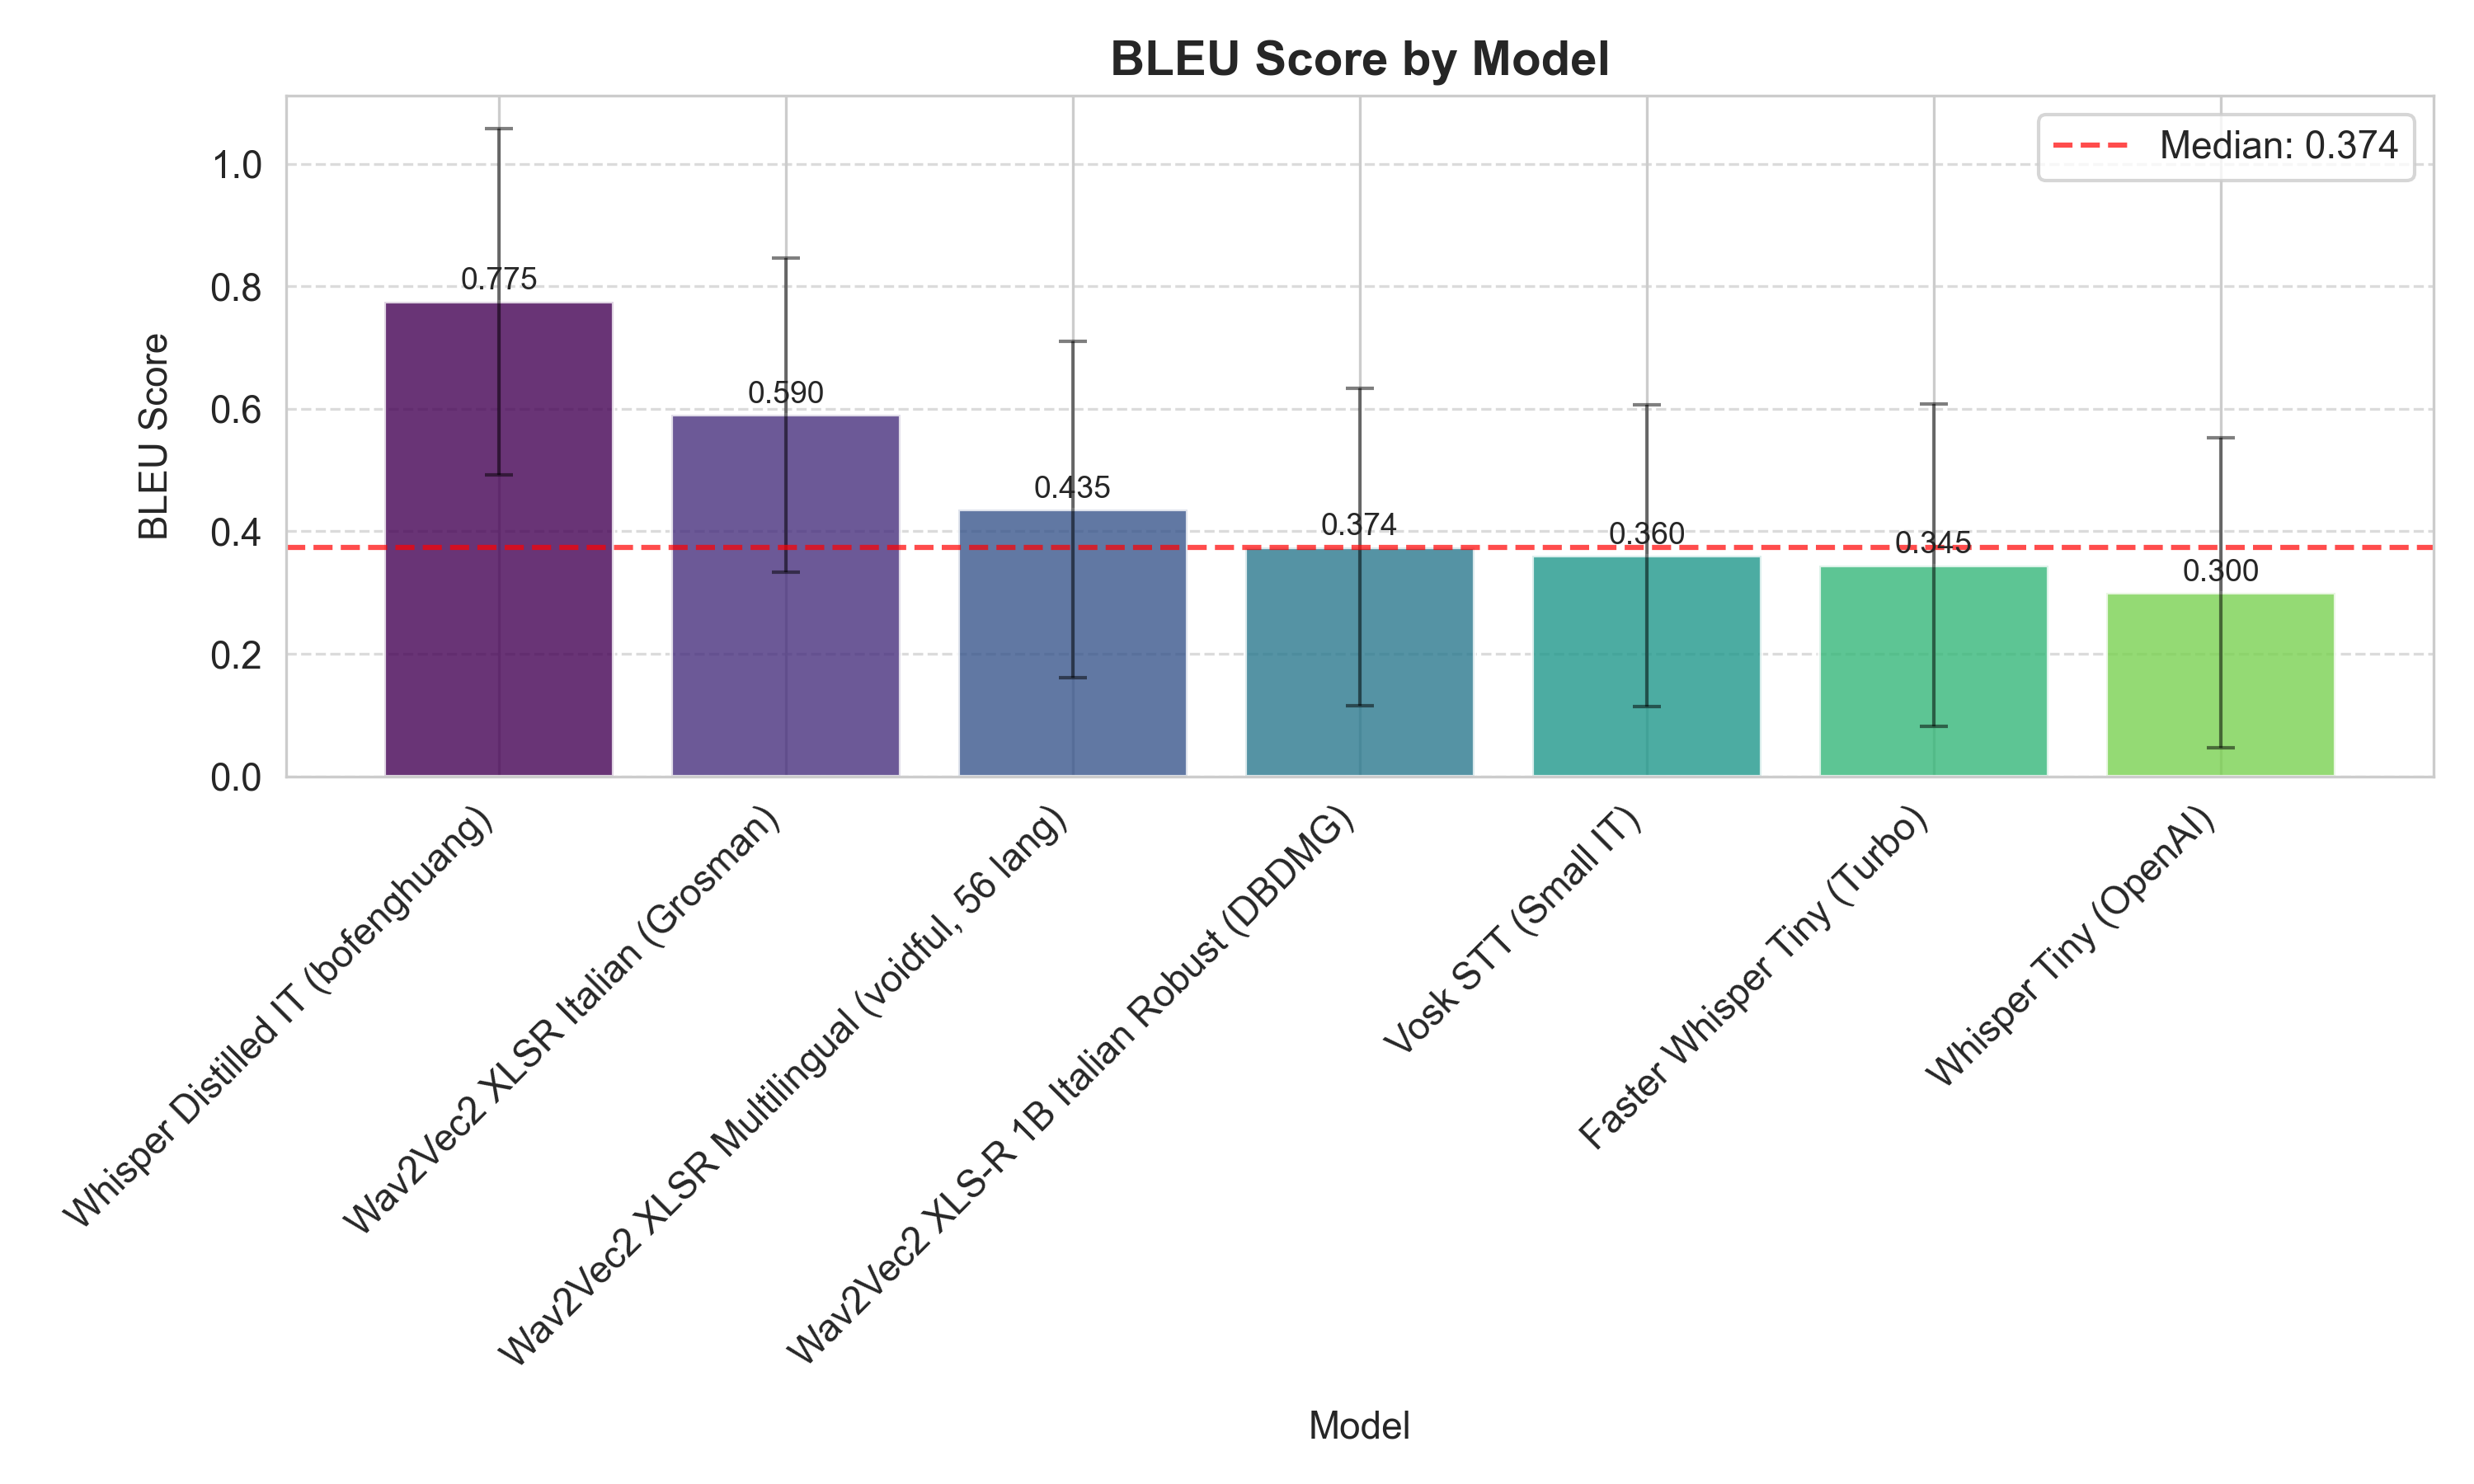 BLEU Score by Model
Median: 0.374
BLEU Score
1.0
0.8
0.6
0.4
0.2
0.0
0.775
0.590
0.435
0.374
0.360
0.345
0.300
Whisper Distilled IT (bofenghuang)
Wav2Vec2 XLSR Italian (Grosman)
Wav2Vec2 XLSR Multilingual (voidful, 56 lang)
Wav2Vec2 XLS-R 1B Italian Robust (DBDMG)
Vosk STT (Small IT)
Faster Whisper Tiny (Turbo)
Whisper Tiny (OpenAI)
Model